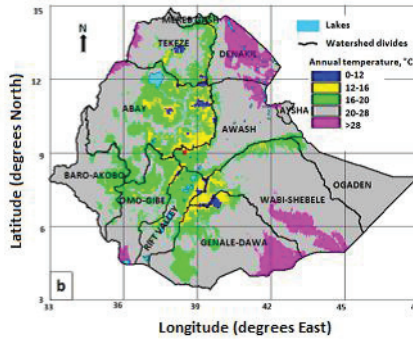 15
N
MEREB GASH
TEKEZE
DENAKIL
Lakes
Watershed divides
Annual temperature, °C
0-12
12-16
16-20
20-28
>28
12
ABAY
AYSHA
AWASH
9
BARO-AKOBO
OGADEN
OMO-GIBE
WABI-SHEBELE
6
RIFT VALLEY
GENALE-DAWA
b
3
33
36
39
42
45
Latitude (degrees North)
Longitude (degrees East)